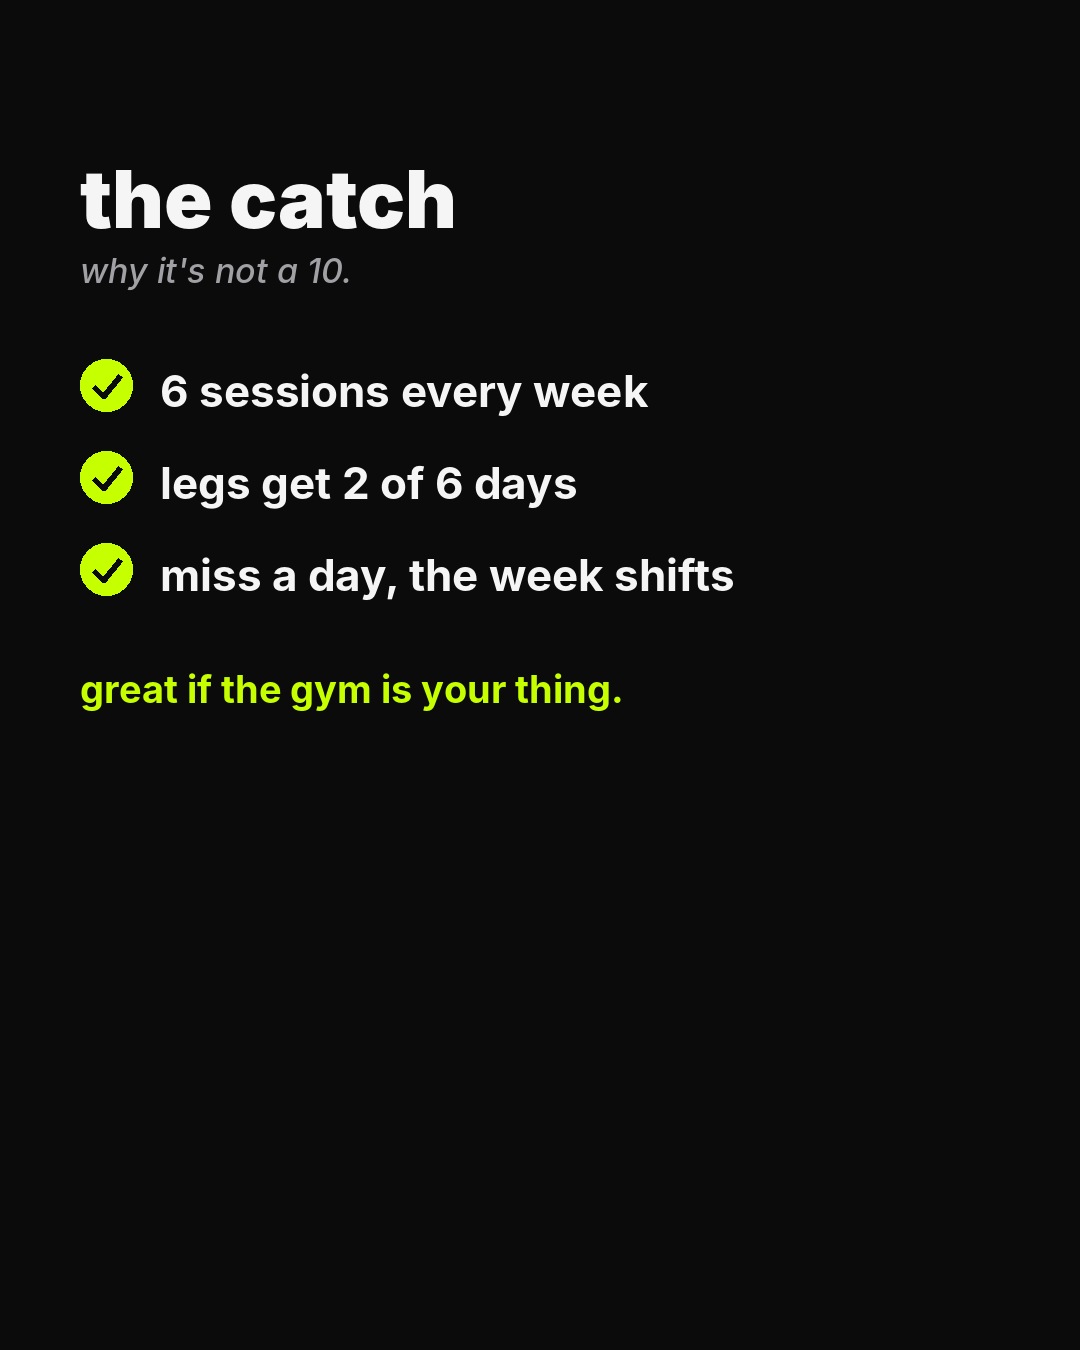 the catch
why it's not a 10.
6 sessions every week
legs get 2 of 6 days
miss a day, the week shifts
great if the gym is your thing.